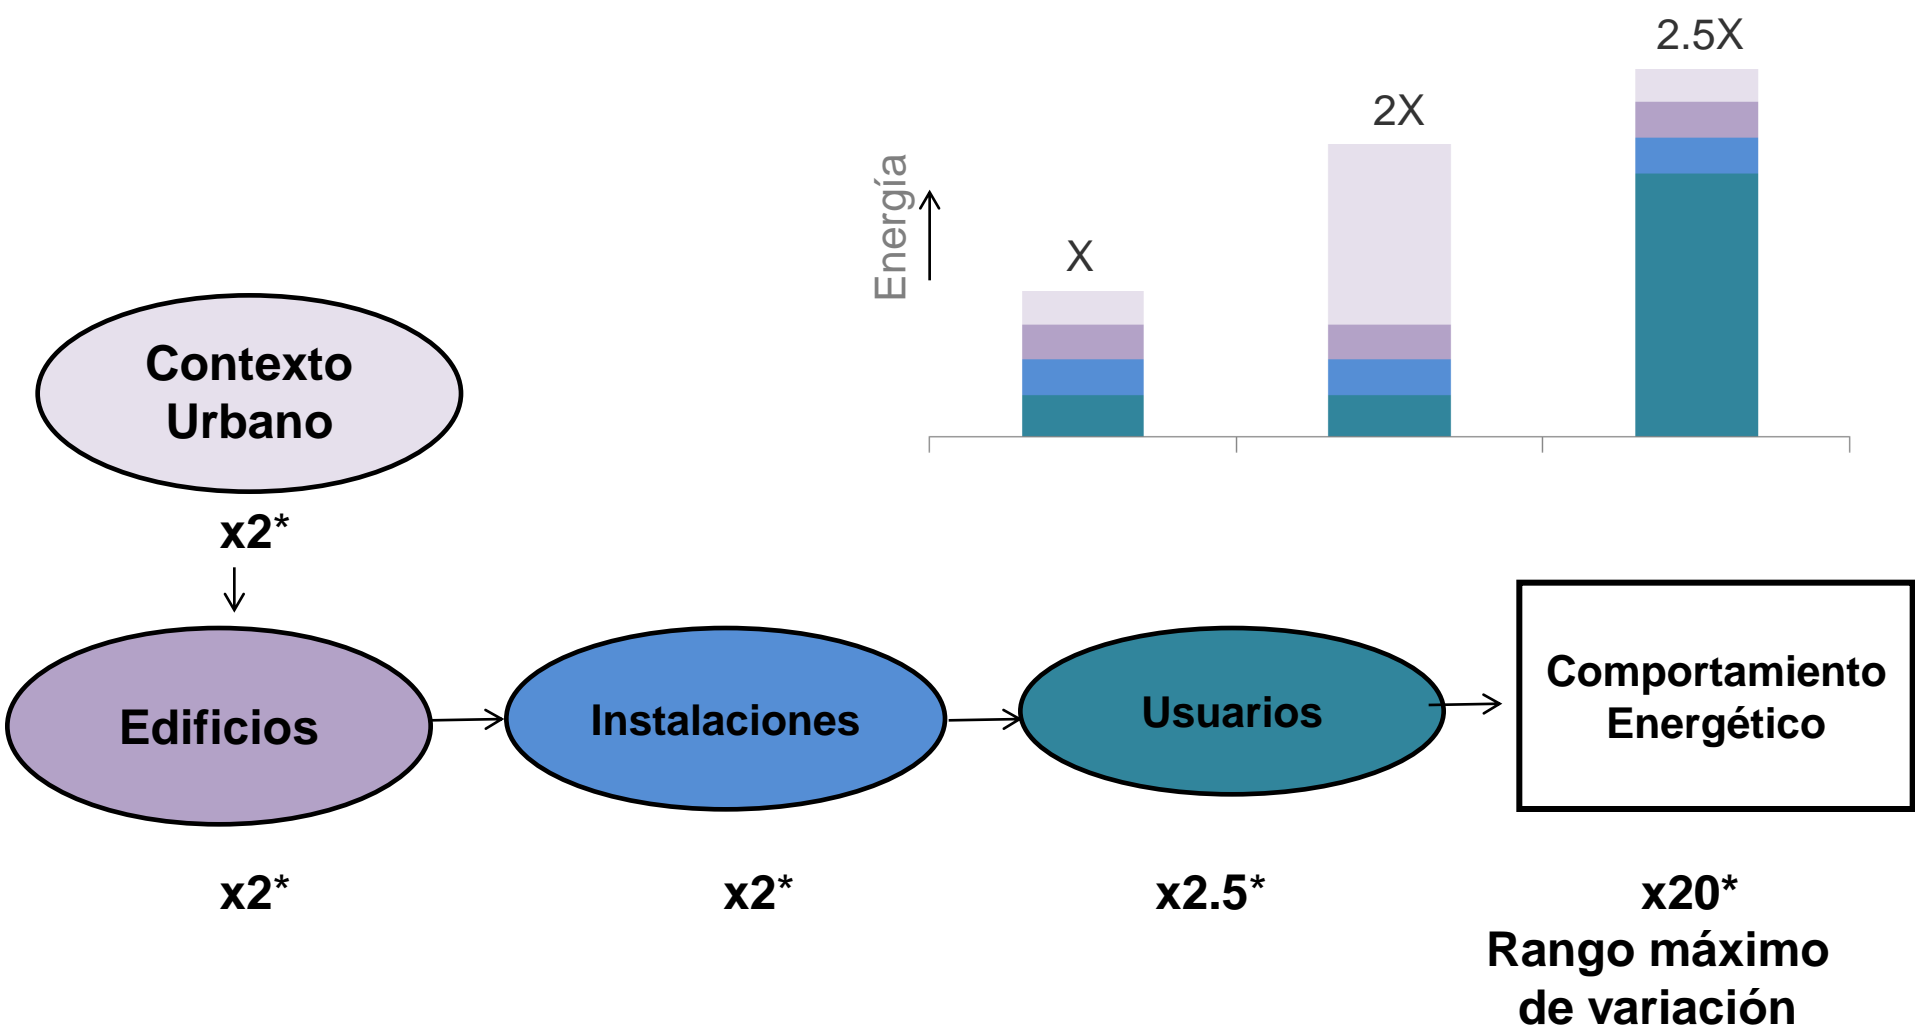 2.5X
2X
X
Energía
Contexto
Urbano
x2*
Edificios
Instalaciones
Usuarios
Comportamiento
Energético
x2*
x2*
x2.5*
x20*
Rango máximo
de variación